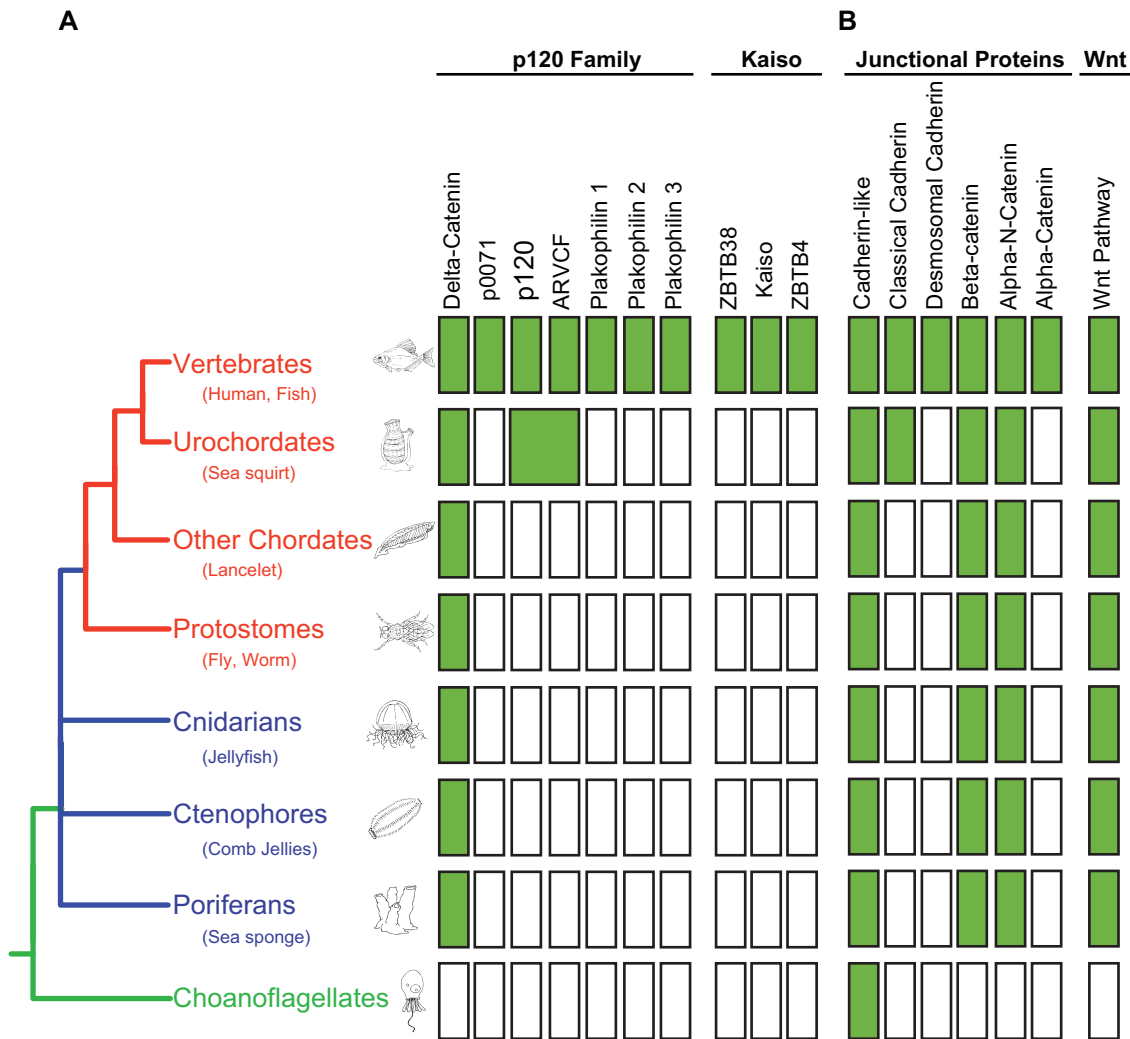 A
B
p120 Family
Kaiso
Junctional Proteins
Wnt
Delta-Catenin
p0071
p120
ARVCF
Plakophilin 1
Plakophilin 2
Plakophilin 3
ZBTB38
Kaiso
ZBTB4
Cadherin-like
Classical Cadherin
Desmosomal Cadherin
Beta-catenin
Alpha-N-Catenin
Alpha-Catenin
Wnt Pathway
Vertebrates
(Human, Fish)
Urochordates
(Sea squirt)
Other Chordates
(Lancelet)
Protostomes
(Fly, Worm)
Cnidarians
(Jellyfish)
Ctenophores
(Comb Jellies)
Poriferans
(Sea sponge)
Choanoflagellates